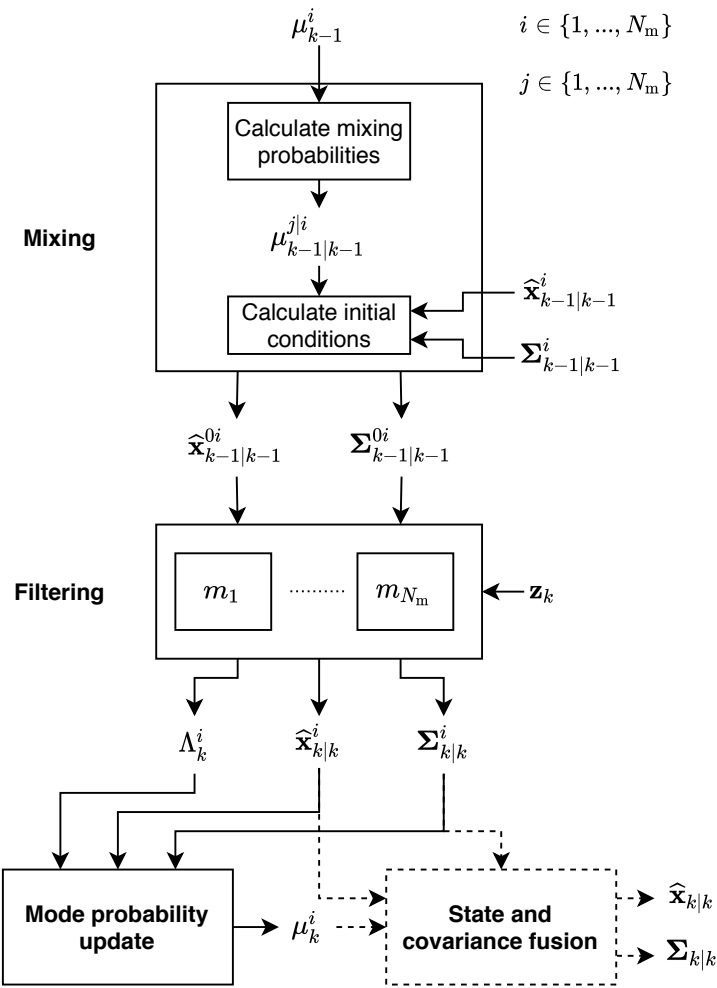 μ^i_{k−1}
i ∈ {1, ..., N_m}
j ∈ {1, ..., N_m}
Calculate mixing
probabilities
Mixing
μ^{j|i}_{k−1|k−1}
Calculate initial
conditions
x̂^i_{k−1|k−1}
Σ^i_{k−1|k−1}
x̂^{0i}_{k−1|k−1}
Σ^{0i}_{k−1|k−1}
Filtering
m_1 ·········· m_{N_m}
z_k
Λ^i_k
x̂^i_{k|k}
Σ^i_{k|k}
Mode probability
update
μ^i_k
State and
covariance fusion
x̂_{k|k}
Σ_{k|k}